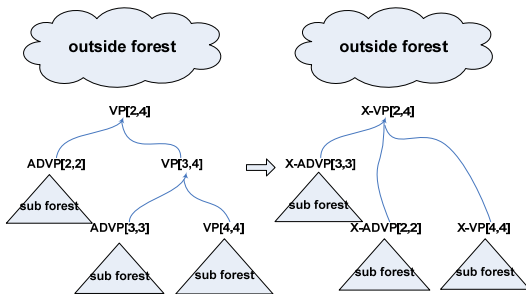 outside forest outside forest
VP[2,4] X-VP[2,4]
ADVP[2,2] VP[3,4] X-ADVP[3,3]
sub forest sub forest
ADVP[3,3] VP[4,4] X-ADVP[2,2] X-VP[4,4]
sub forest sub forest sub forest sub forest